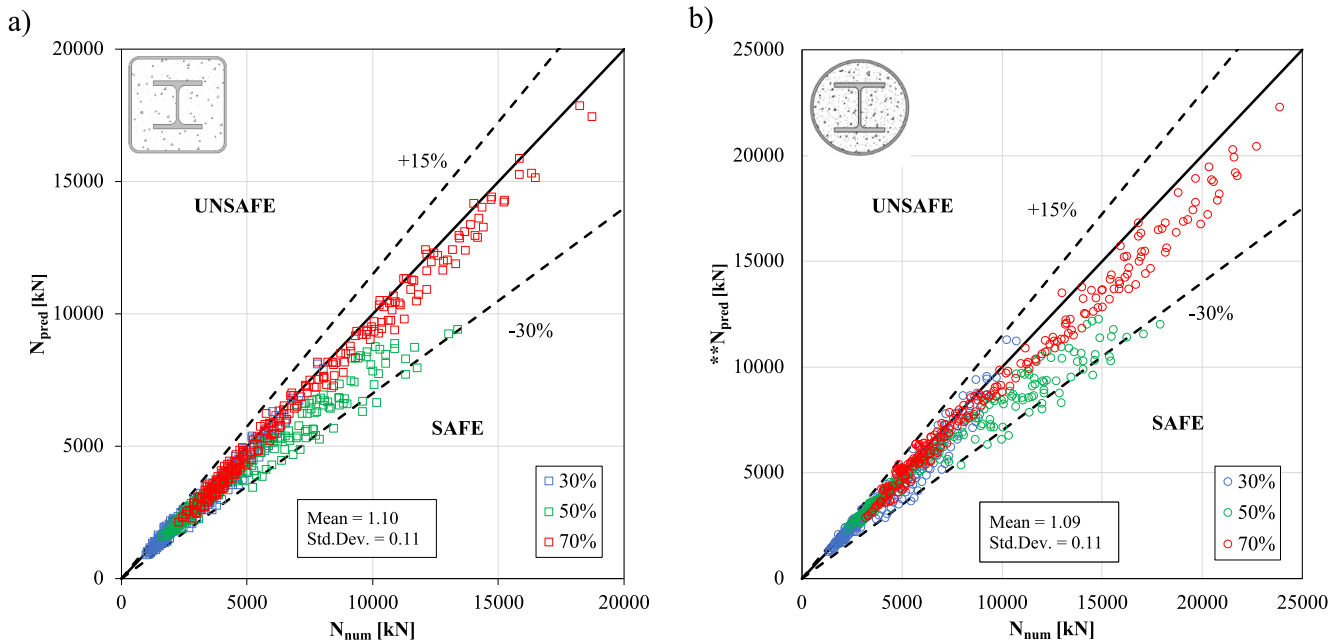 a)
20000
15000
10000
5000
0
0
5000
10000
15000
20000
N_pred [kN]
N_num [kN]
+15%
-30%
UNSAFE
SAFE
Mean = 1.10
Std.Dev. = 0.11
30%
50%
70%
b)
25000
20000
15000
10000
5000
0
0
5000
10000
15000
20000
25000
**N_pred [kN]
N_num [kN]
+15%
-30%
UNSAFE
SAFE
Mean = 1.09
Std.Dev. = 0.11
30%
50%
70%